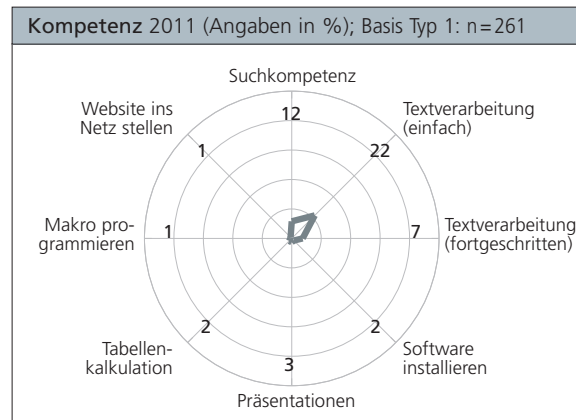 Kompetenz 2011 (Angaben in %); Basis Typ 1: n=261
Suchkompetenz
12
Website ins
Netz stellen
1
Textverarbeitung
(einfach)
22
Makro pro-
grammieren
1
7
Textverarbeitung
(fortgeschritten)
2
Tabellen-
kalkulation
2
Software
installieren
3
Präsentationen